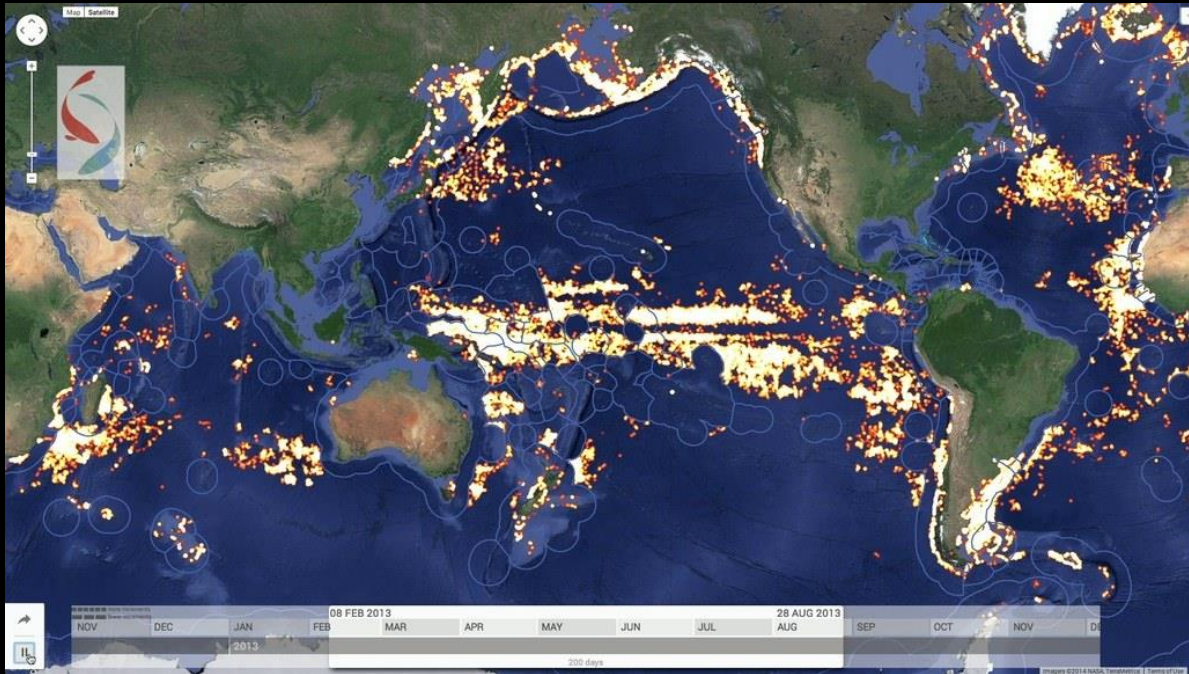 Map Satellite
08 FEB 2013 28 AUG 2013
NOV DEC JAN FEB MAR APR MAY JUN JUL AUG SEP OCT NOV
2013
200 days
Imagery ©2014 NASA, TerraMetrics Terms of Use